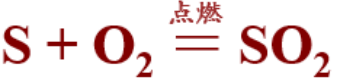 点燃
S + O₂ = SO₂